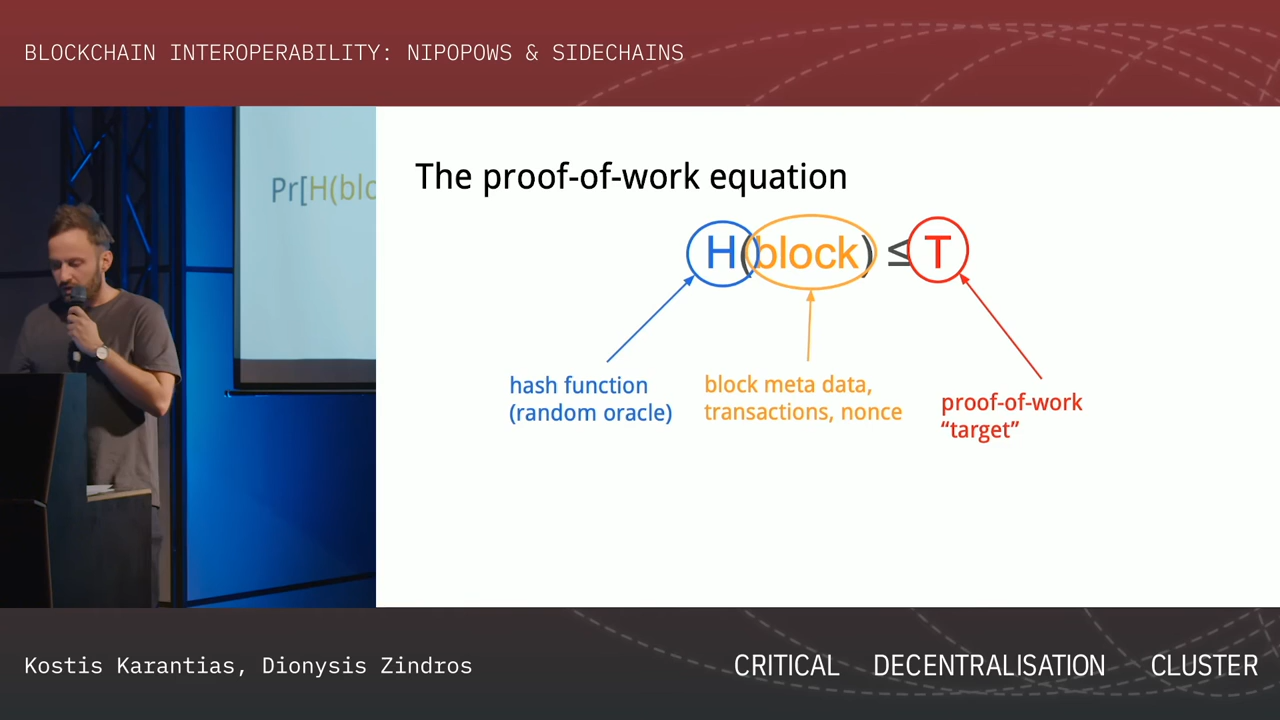 BLOCKCHAIN INTEROPERABILITY: NIPOPOWS & SIDECHAINS
Pr[H(blo
The proof-of-work equation
H(block) ≤ T
hash function
(random oracle)
block meta data,
transactions, nonce
proof-of-work
“target”
Kostis Karantias, Dionysis Zindros
CRITICAL DECENTRALISATION CLUSTER